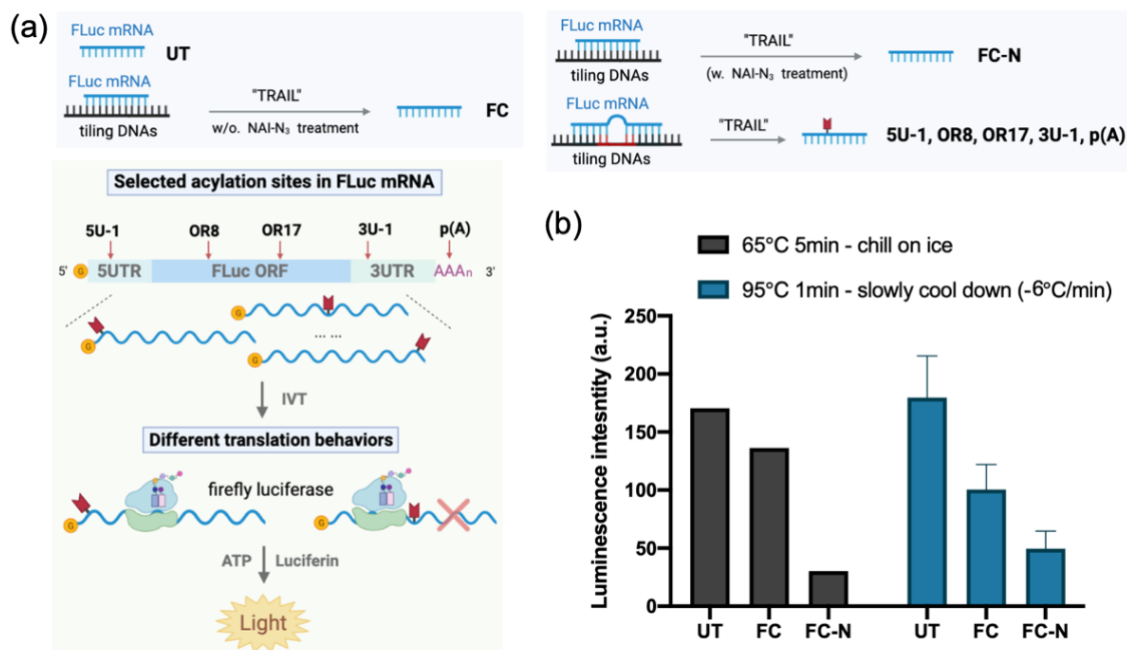 (a)
FLuc mRNA
UT
FLuc mRNA
"TRAIL"
FC
tiling DNAs
w/o. NAI-N₃ treatment
FLuc mRNA
"TRAIL"
FC-N
tiling DNAs
(w. NAI-N₃ treatment)
FLuc mRNA
"TRAIL"
5U-1, OR8, OR17, 3U-1, p(A)
tiling DNAs
Selected acylation sites in FLuc mRNA
5U-1 OR8 OR17 3U-1 p(A)
5' G 5UTR FLuc ORF 3UTR AAAn 3'
G
G
G
... ...
IVT
Different translation behaviors
firefly luciferase
G
G
ATP Luciferin
Light
(b)
65°C 5min - chill on ice
95°C 1min - slowly cool down (-6°C/min)
Luminescence intesntity (a.u.)
250
200
150
100
50
0
UT FC FC-N UT FC FC-N